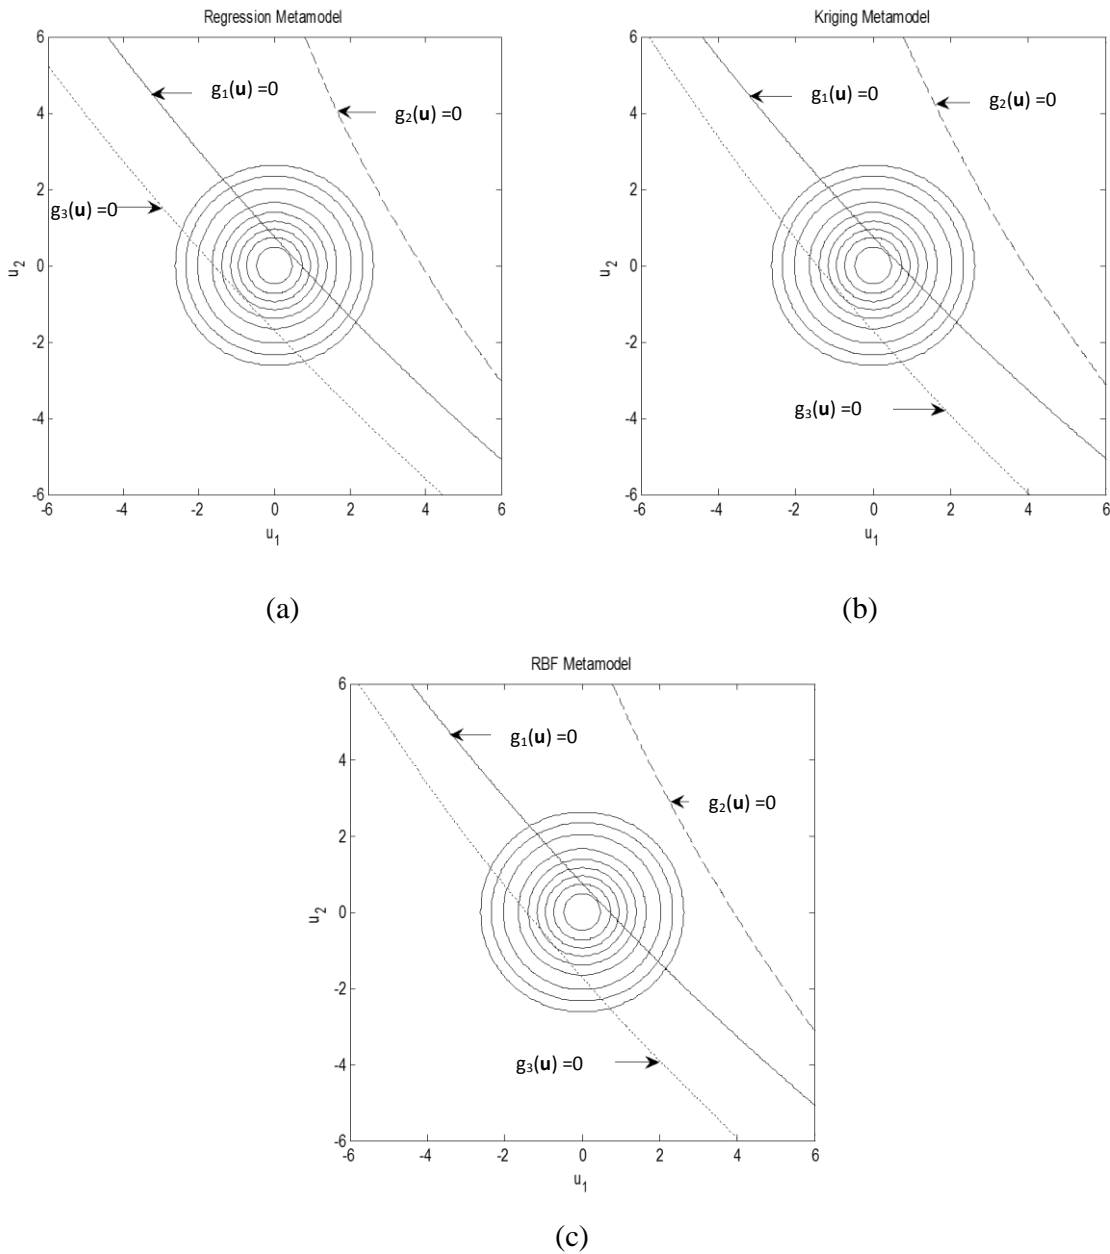 Regression Metamodel
6
4
2
0
-2
-4
-6
u2
g1(u) =0
g2(u) =0
g3(u) =0
-6 -4 -2 0 2 4 6
u1
(a)
Kriging Metamodel
6
4
2
0
-2
-4
-6
u2
g1(u) =0
g2(u) =0
g3(u) =0
-6 -4 -2 0 2 4 6
u1
(b)
RBF Metamodel
6
4
2
0
-2
-4
-6
u2
g1(u) =0
g2(u) =0
g3(u) =0
-6 -4 -2 0 2 4 6
u1
(c)